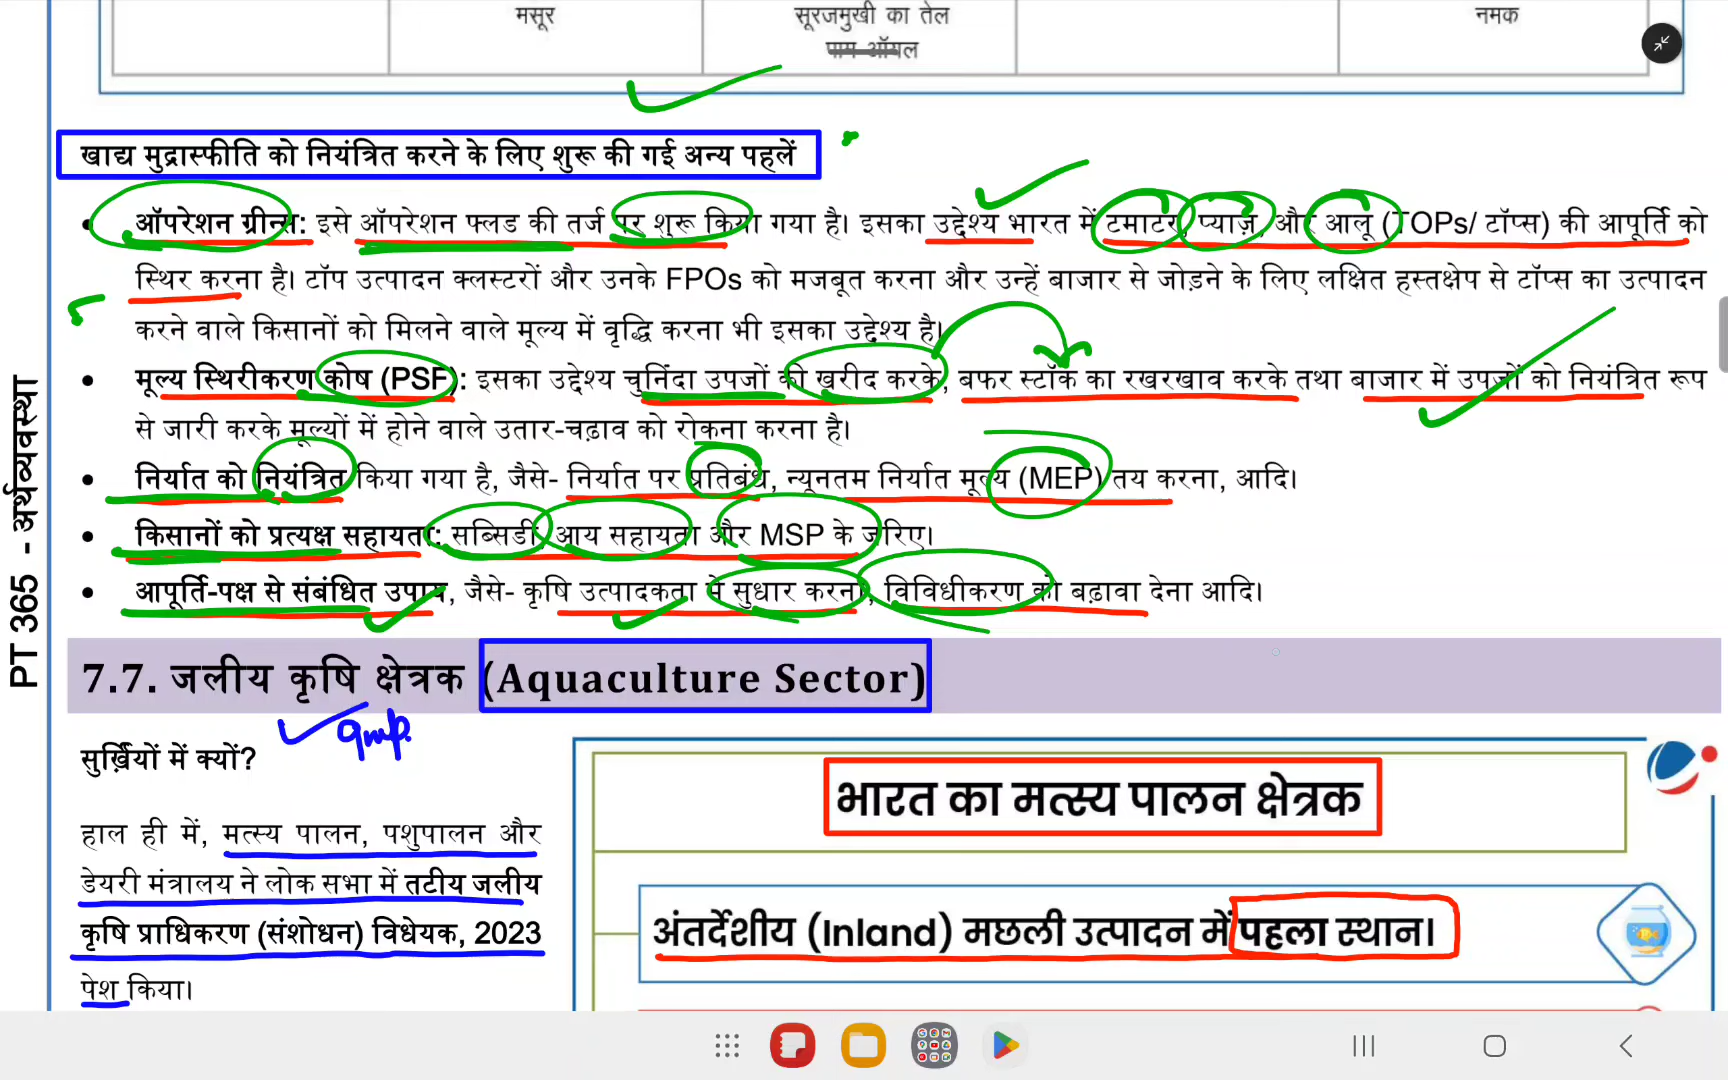 मसूर
सूरजमुखी का तेल
नमक
पाम ऑयल
खाद्य मुद्रास्फीति को नियंत्रित करने के लिए शुरू की गई अन्य पहलें
• ऑपरेशन ग्रीन्स: इसे ऑपरेशन फ्लड की तर्ज पर शुरू किया गया है। इसका उद्देश्य भारत में टमाटर, प्याज़, और आलू (TOPs/ टॉप्स) की आपूर्ति को
स्थिर करना है। टॉप उत्पादन क्लस्टरों और उनके FPOs को मजबूत करना और उन्हें बाजार से जोड़ने के लिए लक्षित हस्तक्षेप से टॉप्स का उत्पादन
करने वाले किसानों को मिलने वाले मूल्य में वृद्धि करना भी इसका उद्देश्य है।
• मूल्य स्थिरीकरण कोष (PSF): इसका उद्देश्य चुनिंदा उपजों की खरीद करके, बफर स्टॉक का रखरखाव करके तथा बाजार में उपजों को नियंत्रित रूप
से जारी करके मूल्यों में होने वाले उतार-चढ़ाव को रोकना करना है।
• निर्यात को नियंत्रित किया गया है, जैसे- निर्यात पर प्रतिबंध, न्यूनतम निर्यात मूल्य (MEP) तय करना, आदि।
• किसानों को प्रत्यक्ष सहायता: सब्सिडी, आय सहायता और MSP के जरिए।
• आपूर्ति-पक्ष से संबंधित उपाय, जैसे- कृषि उत्पादकता में सुधार करना, विविधीकरण को बढ़ावा देना आदि।
PT 365 - अर्थव्यवस्था
7.7. जलीय कृषि क्षेत्रक (Aquaculture Sector)
Imp.
सुर्ख़ियों में क्यों?
हाल ही में, मत्स्य पालन, पशुपालन और
डेयरी मंत्रालय ने लोक सभा में तटीय जलीय
कृषि प्राधिकरण (संशोधन) विधेयक, 2023
पेश किया।
भारत का मत्स्य पालन क्षेत्रक
अंतर्देशीय (Inland) मछली उत्पादन में पहला स्थान।